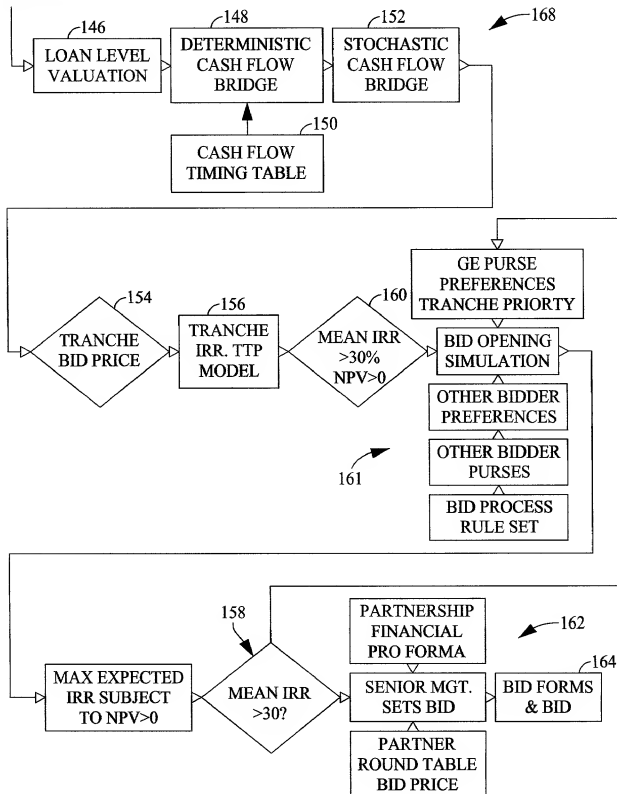 146
148
152
168
LOAN LEVEL
VALUATION
DETERMINISTIC
CASH FLOW
BRIDGE
STOCHASTIC
CASH FLOW
BRIDGE
150
CASH FLOW
TIMING TABLE
154
156
160
GE PURSE
PREFERENCES
TRANCHE PRIORTY
TRANCHE
BID PRICE
TRANCHE
IRR. TTP
MODEL
MEAN IRR
>30%
NPV>0
BID OPENING
SIMULATION
OTHER BIDDER
PREFERENCES
OTHER BIDDER
PURSES
161
BID PROCESS
RULE SET
158
PARTNERSHIP
FINANCIAL
PRO FORMA
162
164
MAX EXPECTED
IRR SUBJECT
TO NPV>0
MEAN IRR
>30?
SENIOR MGT.
SETS BID
BID FORMS
& BID
PARTNER
ROUND TABLE
BID PRICE